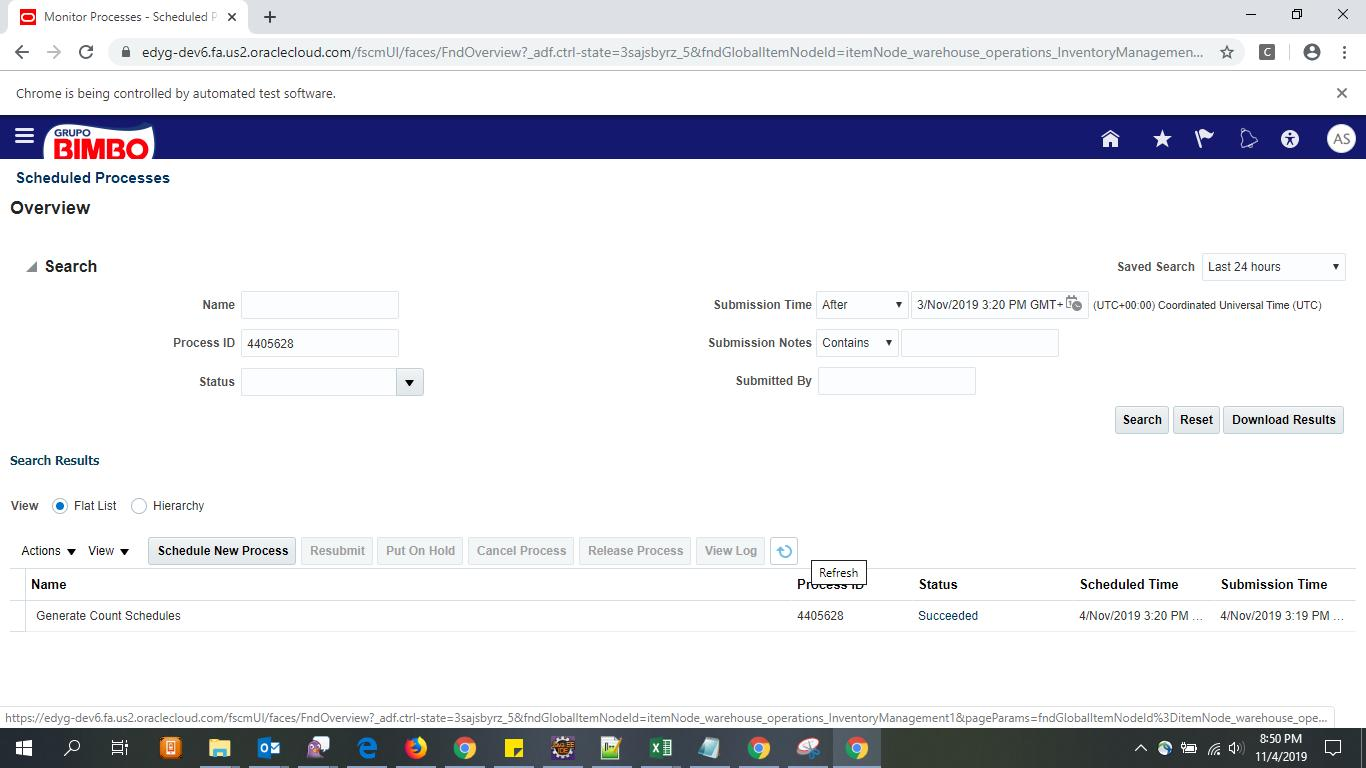 Monitor Processes - Scheduled P
edyg-dev6.fa.us2.oraclecloud.com/fscmUI/faces/FndOverview?_adf.ctrl-state=3sajsbyrz_5&fndGlobalItemNodeId=itemNode_warehouse_operations_InventoryManagemen...
C
Chrome is being controlled by automated test software.
GRUPO
BIMBO
AS
Scheduled Processes
Overview
Search
Saved Search Last 24 hours
Name
Submission Time After 3/Nov/2019 3:20 PM GMT+ (UTC+00:00) Coordinated Universal Time (UTC)
Process ID 4405628
Submission Notes Contains
Status
Submitted By
Search Reset Download Results
Search Results
View Flat List Hierarchy
Actions View Schedule New Process Resubmit Put On Hold Cancel Process Release Process View Log
Refresh
Name Process ID Status Scheduled Time Submission Time
Generate Count Schedules 4405628 Succeeded 4/Nov/2019 3:20 PM ... 4/Nov/2019 3:19 PM ...
https://edyg-dev6.fa.us2.oraclecloud.com/fscmUI/faces/FndOverview?_adf.ctrl-state=3sajsbyrz_5&fndGlobalItemNodeId=itemNode_warehouse_operations_InventoryManagement1&pageParams=fndGlobalItemNodeId%3DitemNode_warehouse_ope...
8:50 PM
11/4/2019